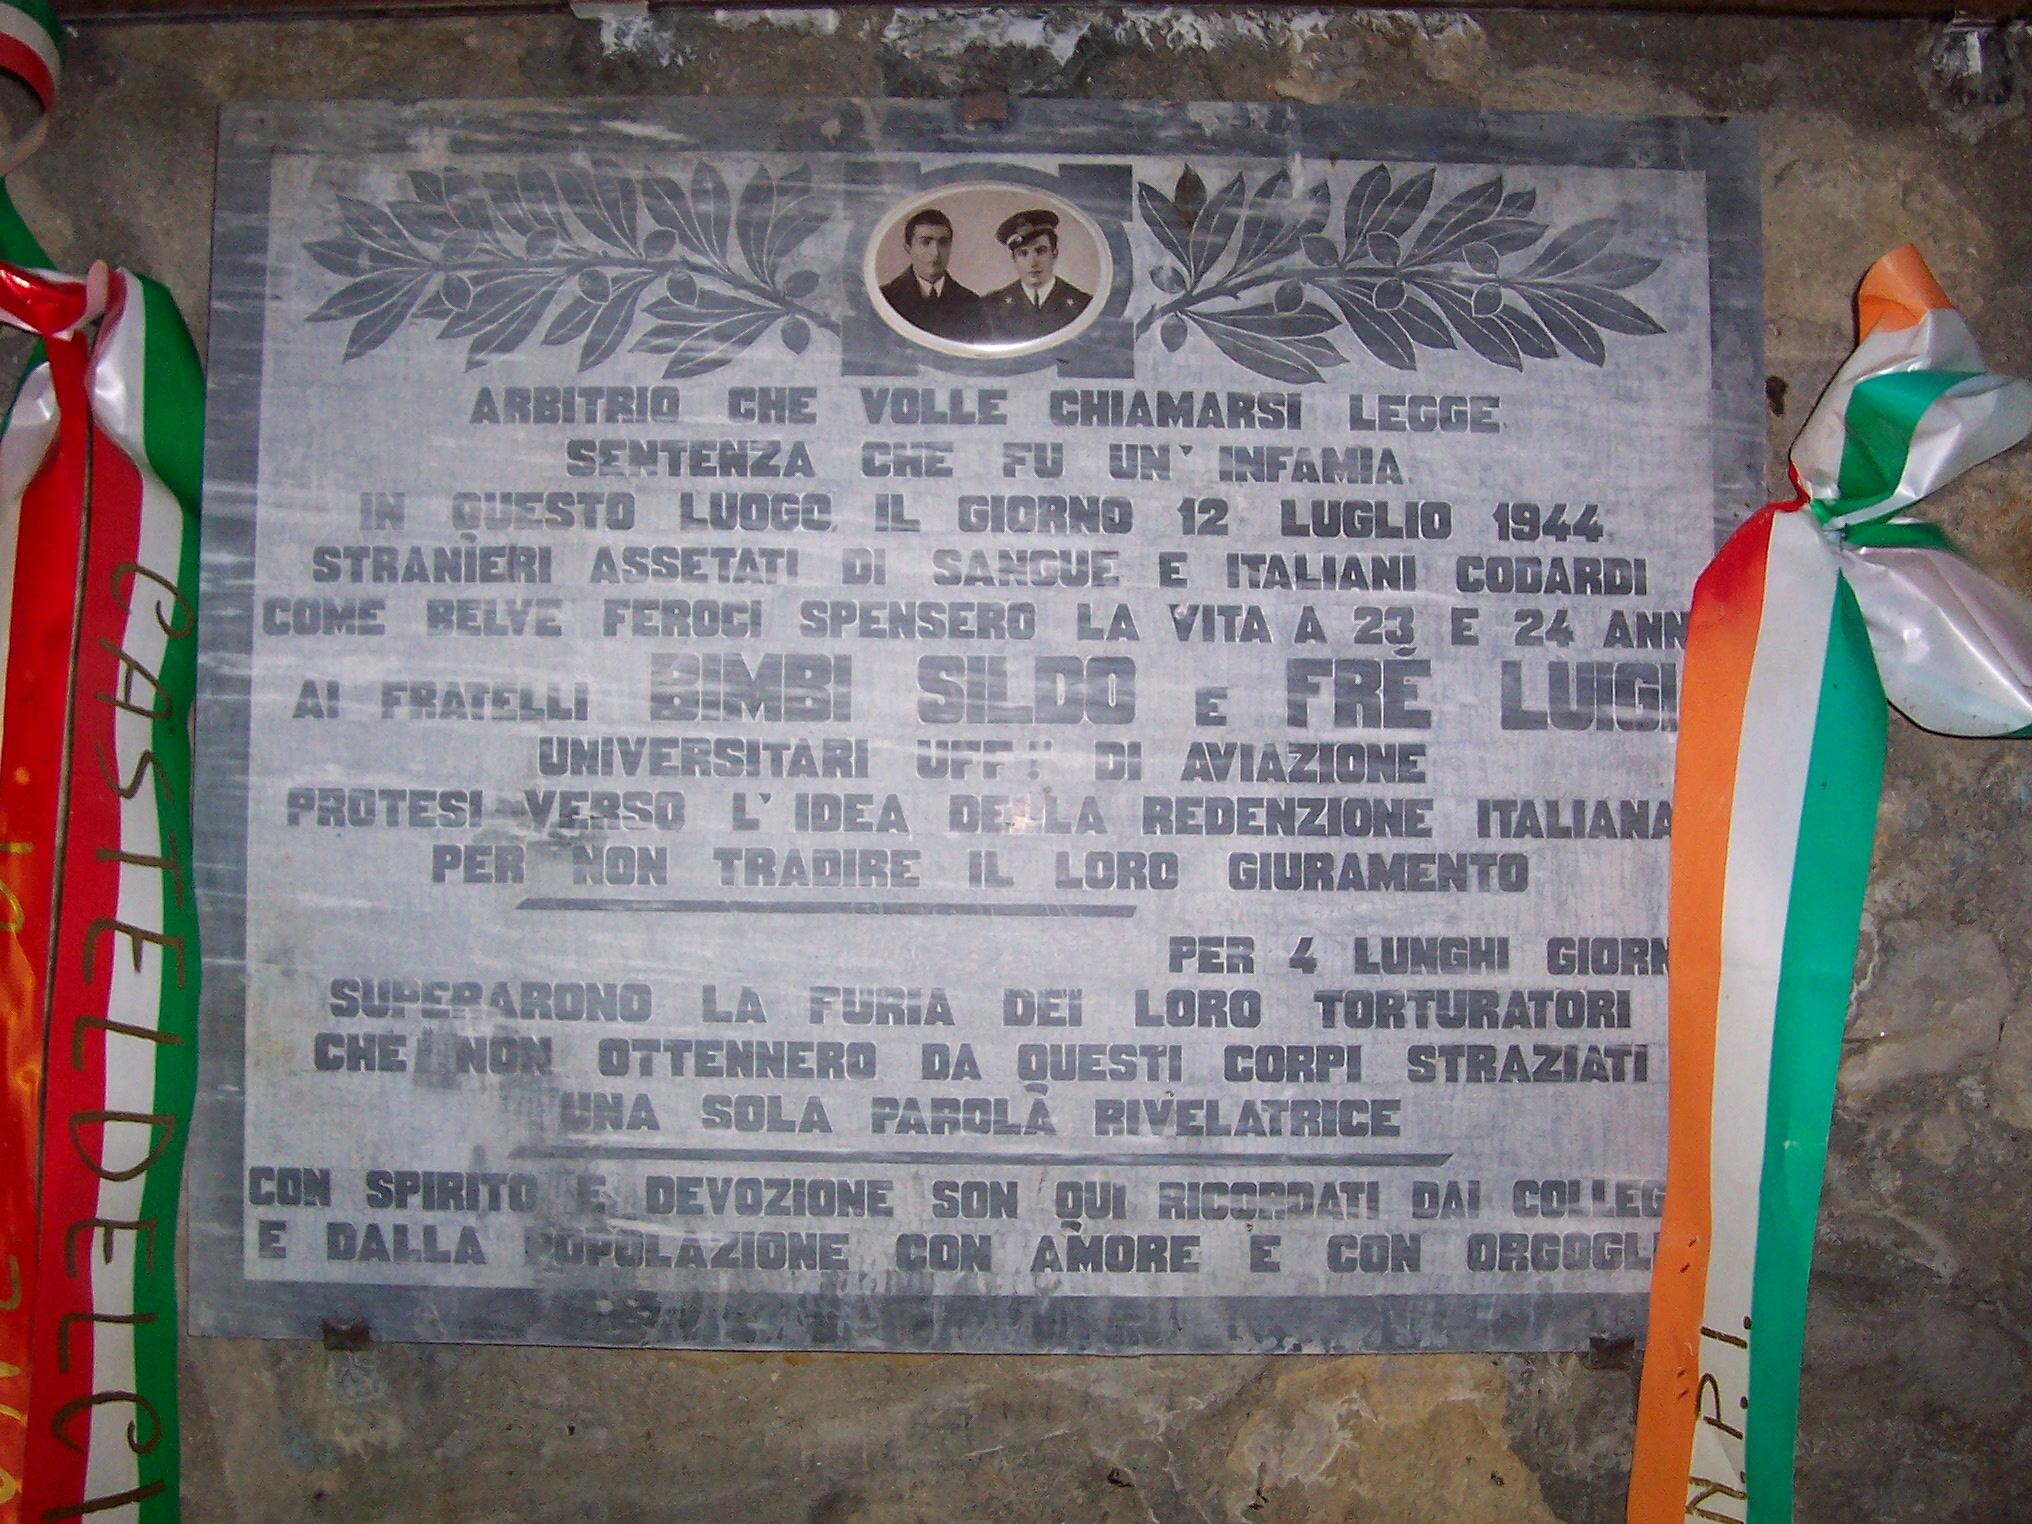 ARBITRIO CHE VOLLE CHIAMARSI LEGGE
SENTENZA CHE FU UN' INFAMIA
IN QUESTO LUOGO, IL GIORNO 12 LUGLIO 1944
STRANIERI ASSETATI DI SANGUE E ITALIANI CODARDI
COME BELVE FEROCI SPENSERO LA VITA A 23 E 24 ANN
AI FRATELLI BIMBI SILDO E FRÉ LUIGI
UNIVERSITARI UFF.LI DI AVIAZIONE
PROTESI VERSO L'IDEA DELLA REDENZIONE ITALIANA
PER NON TRADIRE IL LORO GIURAMENTO
PER 4 LUNGHI GIORN
SUPERARONO LA FURIA DEI LORO TORTURATORI
CHE NON OTTENNERO DA QUESTI CORPI STRAZIATI
UNA SOLA PAROLA RIVELATRICE
CON SPIRITO E DEVOZIONE SON QUI RICORDATI DAI COLLEG
E DALLA POPOLAZIONE CON AMORE E CON ORGOGL
CASTELDELCI
N.P.I.